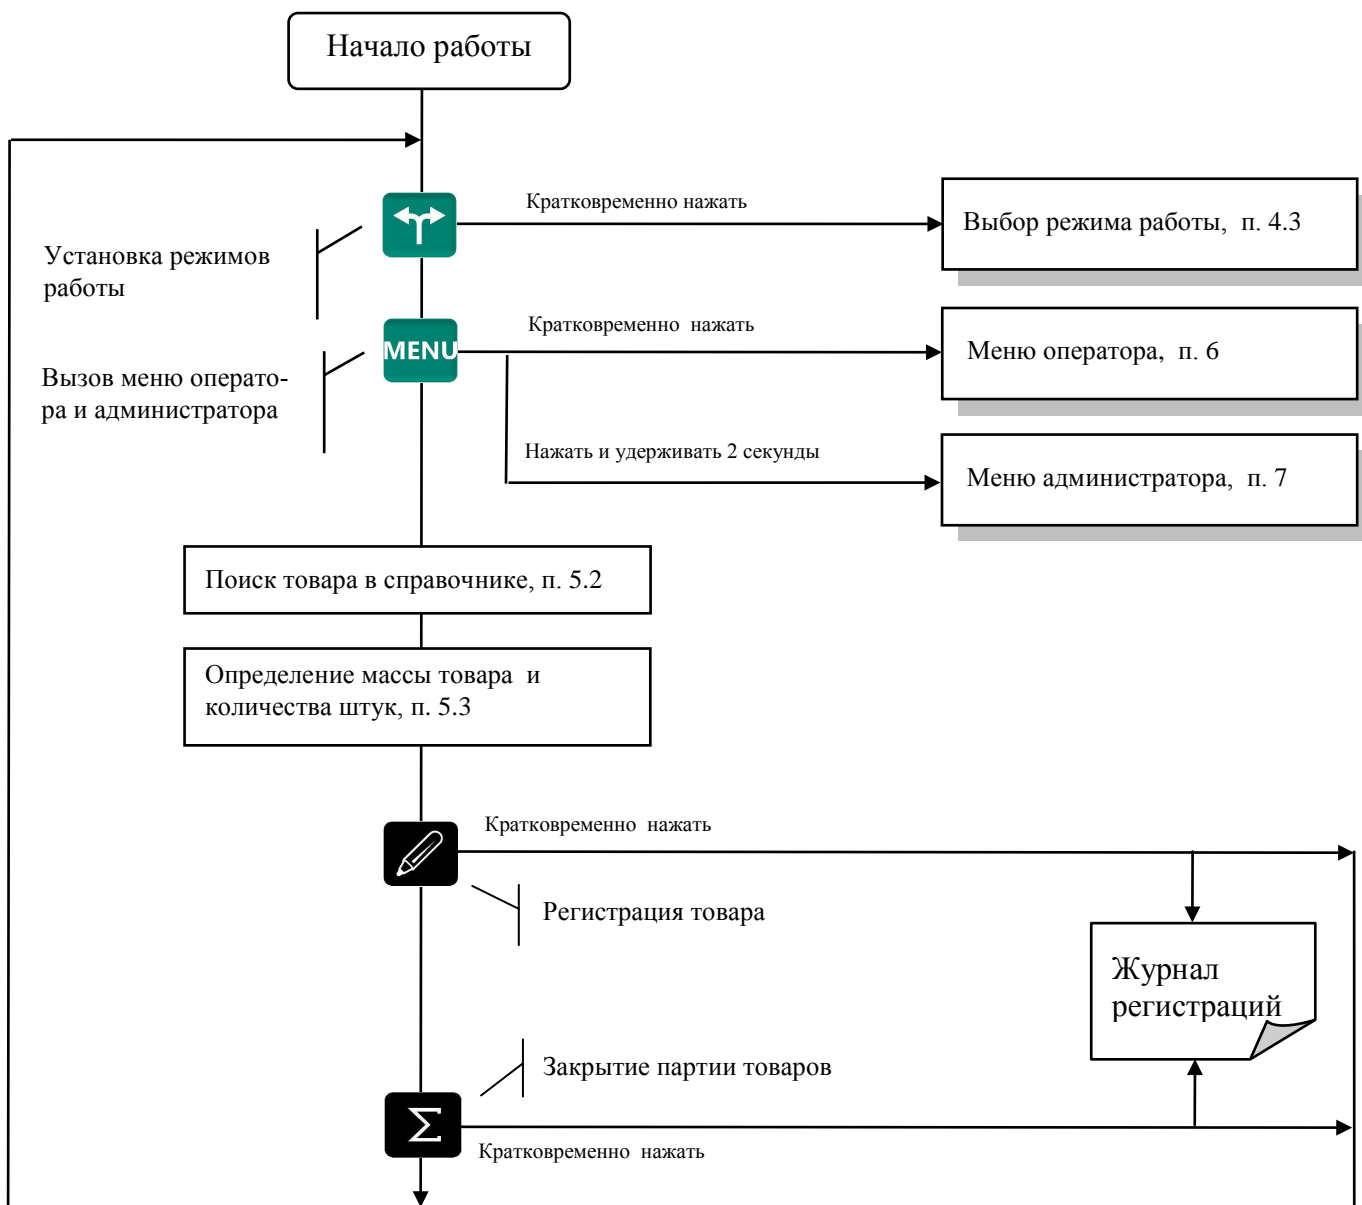 Начало работы
Кратковременно нажать
Выбор режима работы, п. 4.3
Установка режимов
работы
Кратковременно нажать
MENU
Меню оператора, п. 6
Вызов меню операто-
ра и администратора
Нажать и удерживать 2 секунды
Меню администратора, п. 7
Поиск товара в справочнике, п. 5.2
Определение массы товара и
количества штук, п. 5.3
Кратковременно нажать
Регистрация товара
Журнал
регистраций
Закрытие партии товаров
Σ
Кратковременно нажать